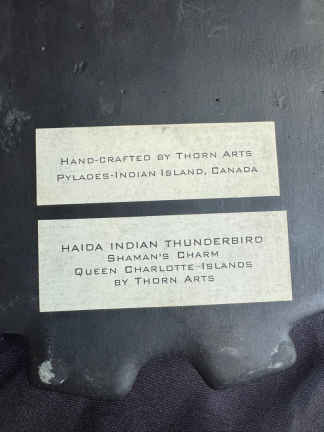 HAND-CRAFTED BY THORN ARTS
PYLADES-INDIAN ISLAND, CANADA
HAIDA INDIAN THUNDERBIRD
SHAMAN'S CHARM
QUEEN CHARLOTTE-ISLANDS
BY THORN ARTS